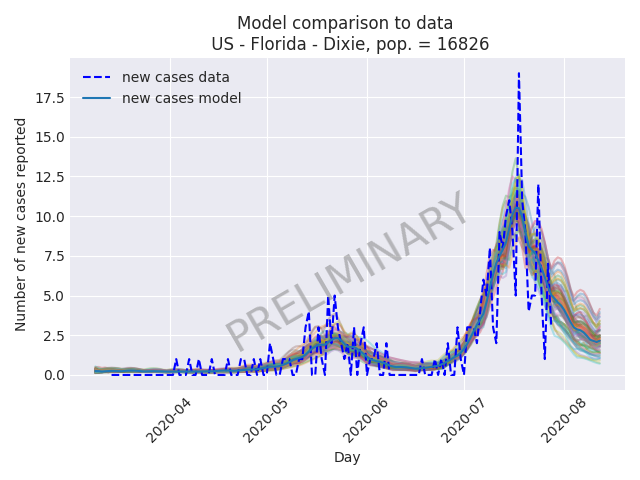 Model comparison to data
US - Florida - Dixie, pop. = 16826
new cases data
new cases model
Number of new cases reported
17.5
15.0
12.5
10.0
7.5
5.0
2.5
0.0
PRELIMINARY
2020-04
2020-05
2020-06
2020-07
2020-08
Day